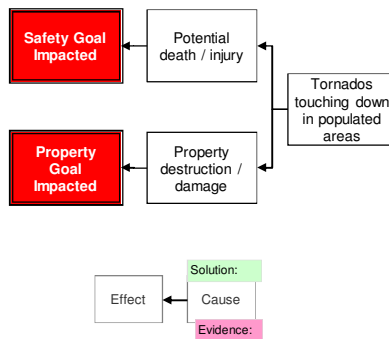 Safety Goal
Impacted
Potential
death / injury
Tornados
touching down
in populated
areas
Property
Goal
Impacted
Property
destruction /
damage
Solution:
Effect
Cause
Evidence: